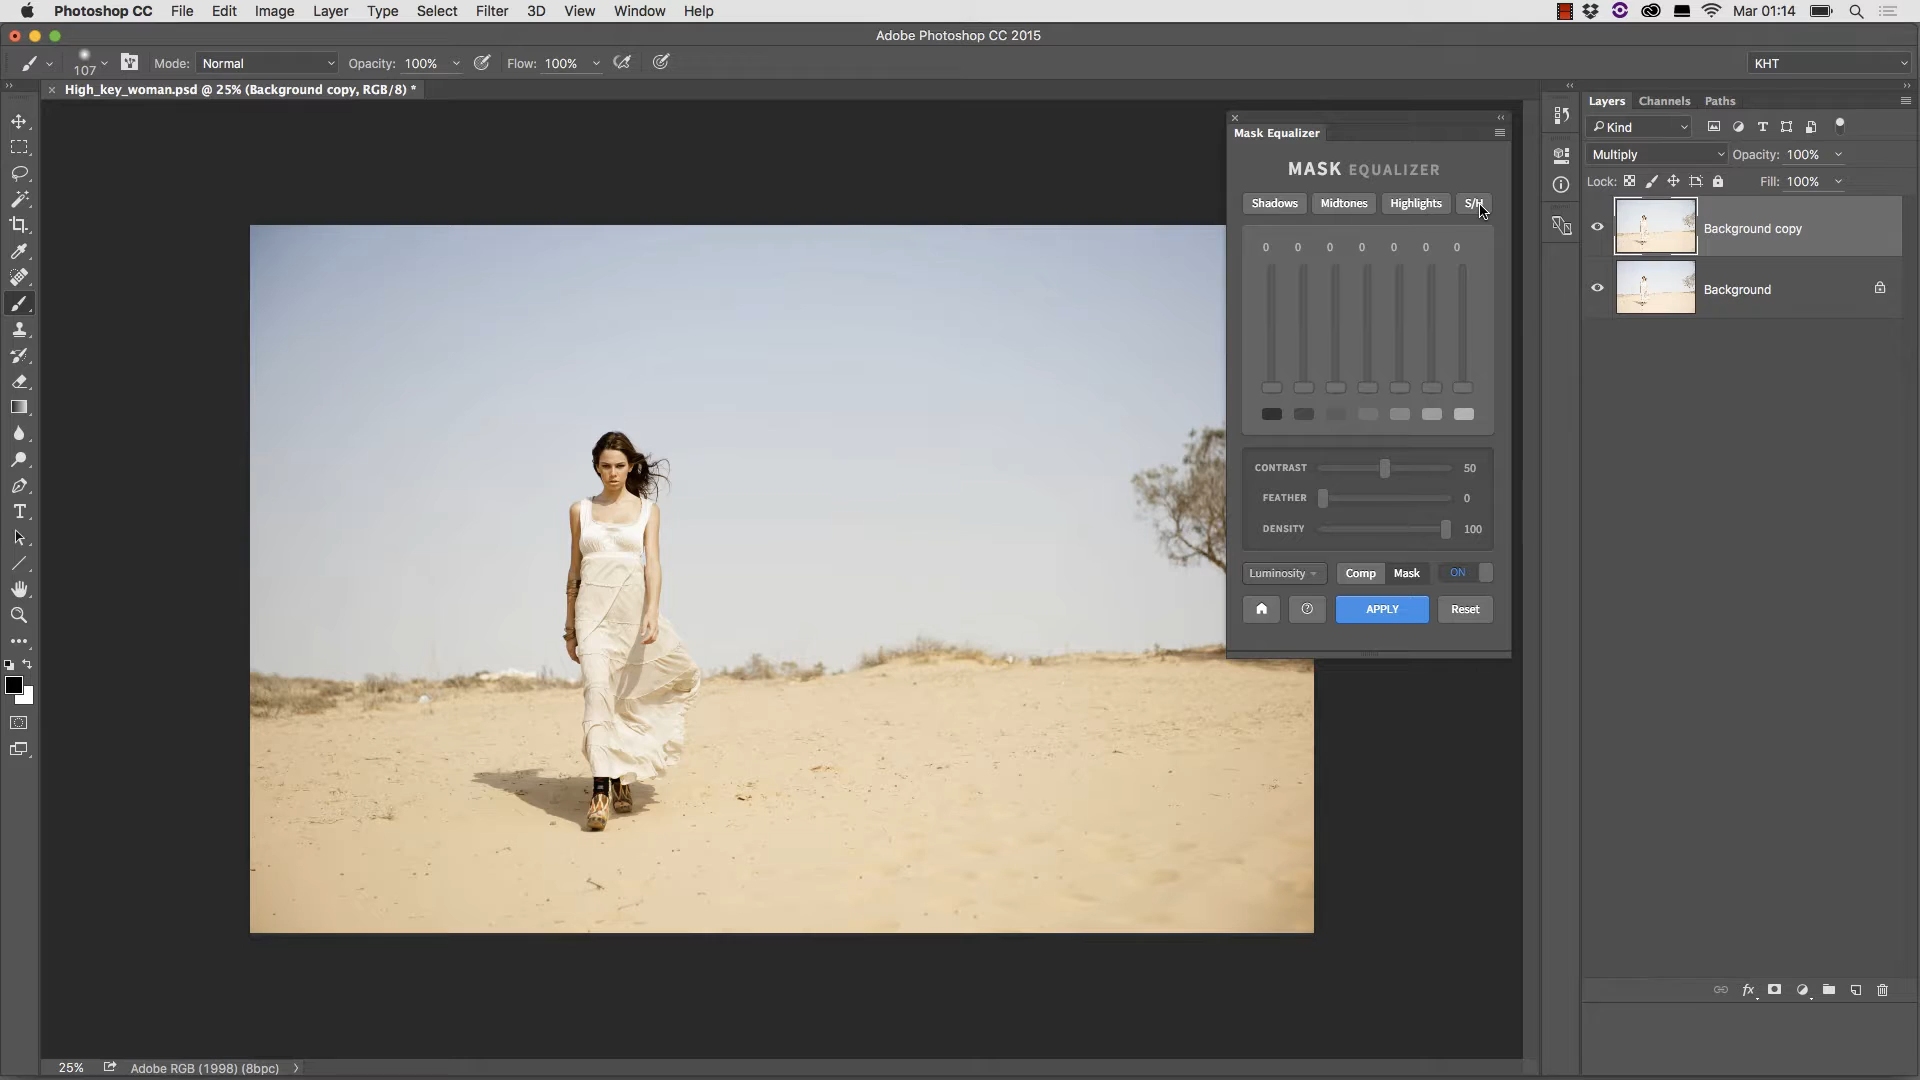 Photoshop CC File Edit Image Layer Type Select Filter 3D View Window Help Mar 01:14
Adobe Photoshop CC 2015
107 Mode: Normal Opacity: 100% Flow: 100% KHT
× High_key_woman.psd @ 25% (Background copy, RGB/8) *
Mask Equalizer
MASK EQUALIZER
Shadows Midtones Highlights S/H
0 0 0 0 0 0 0
CONTRAST 50
FEATHER 0
DENSITY 100
Luminosity Comp Mask ON
APPLY Reset
Layers Channels Paths
Kind
Multiply Opacity: 100%
Lock: Fill: 100%
Background copy
Background
fx
25% Adobe RGB (1998) (8bpc)